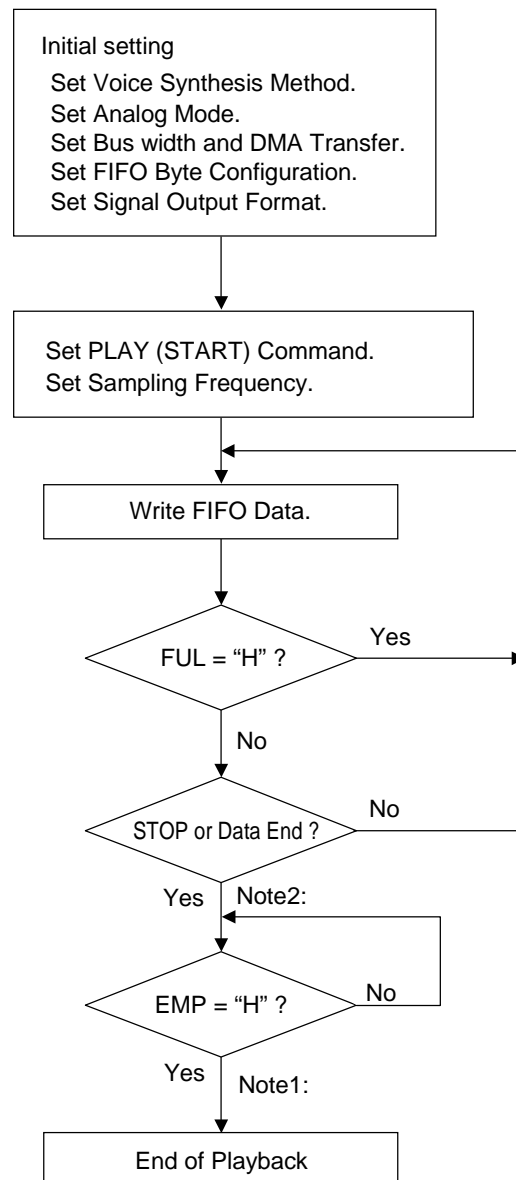 Initial setting
Set Voice Synthesis Method.
Set Analog Mode.
Set Bus width and DMA Transfer.
Set FIFO Byte Configuration.
Set Signal Output Format.
Set PLAY (START) Command.
Set Sampling Frequency.
Write FIFO Data.
FUL = “H” ?
Yes
No
STOP or Data End ?
No
Yes
Note2:
EMP = “H” ?
No
Yes
Note1:
End of Playback